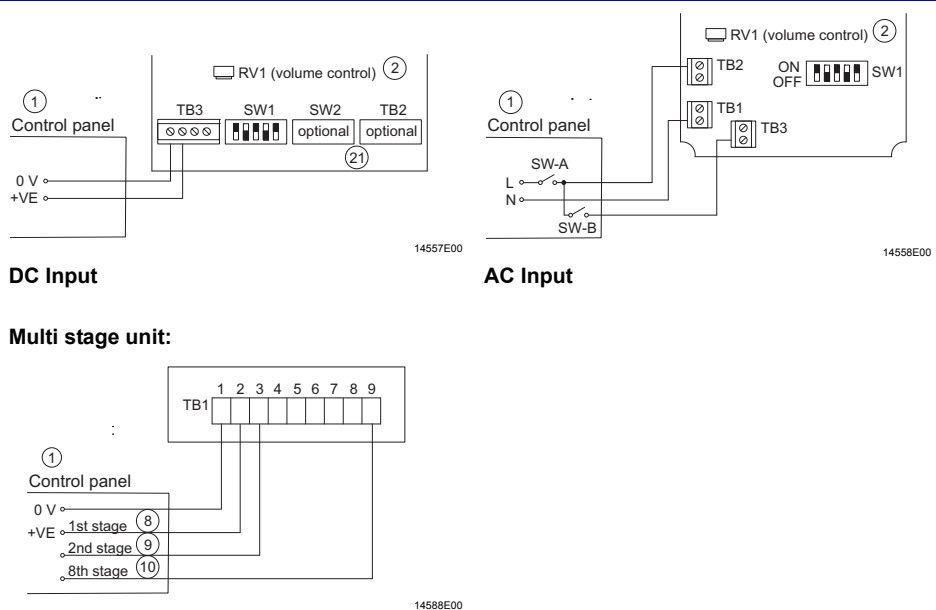 RV1 (volume control) 2
1
Control panel
TB3 SW1 SW2 TB2
optional optional
21
0 V
+VE
14557E00
DC Input
RV1 (volume control) 2
TB2
ON
OFF
SW1
1
Control panel
TB1
TB3
SW-A
L
N
SW-B
14558E00
AC Input
Multi stage unit:
1 2 3 4 5 6 7 8 9
TB1
1
Control panel
0 V
+VE 1st stage 8
2nd stage 9
8th stage 10
14588E00